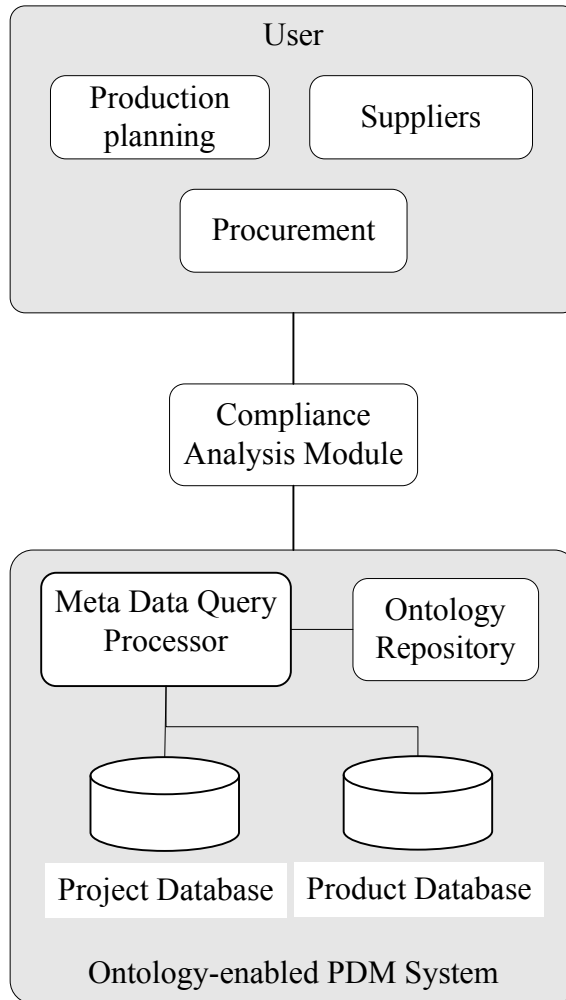 User
Production
planning
Suppliers
Procurement
Compliance
Analysis Module
Meta Data Query
Processor
Ontology
Repository
Project Database
Product Database
Ontology-enabled PDM System